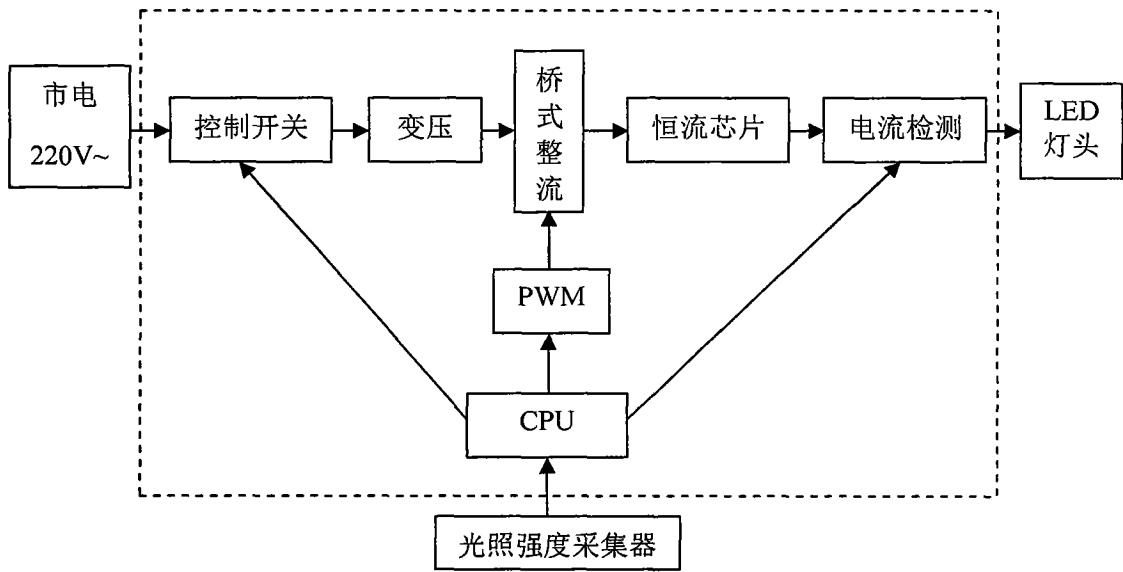 市电
220V~
控制开关
变压
桥式整流
恒流芯片
电流检测
LED
灯头
PWM
CPU
光照强度采集器